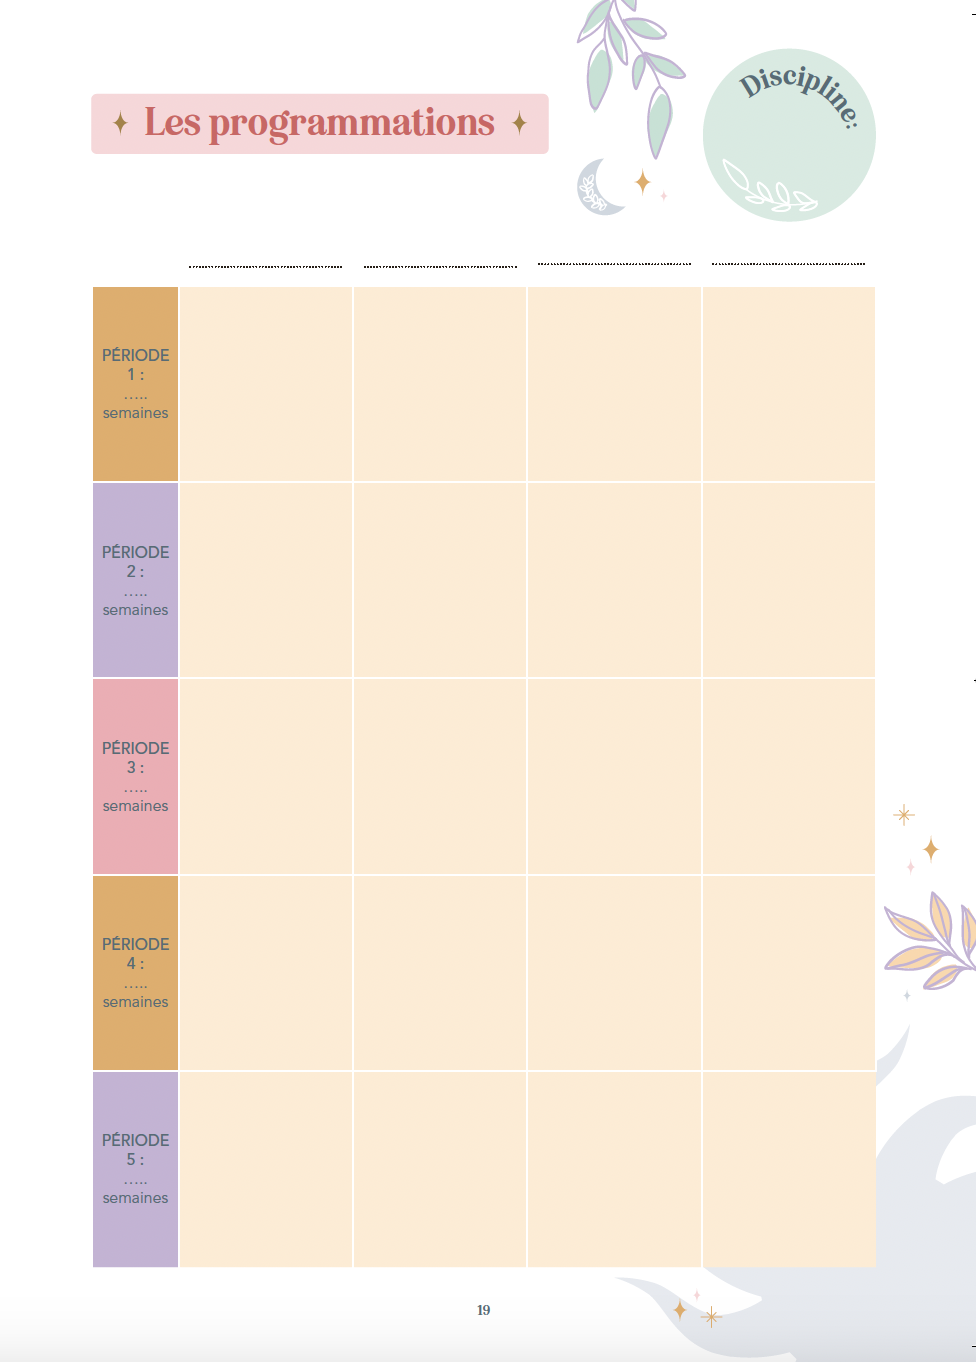 Les programmations
Discipline:
PÉRIODE
1 :
.....
semaines
PÉRIODE
2 :
.....
semaines
PÉRIODE
3 :
.....
semaines
PÉRIODE
4 :
.....
semaines
PÉRIODE
5 :
.....
semaines
19